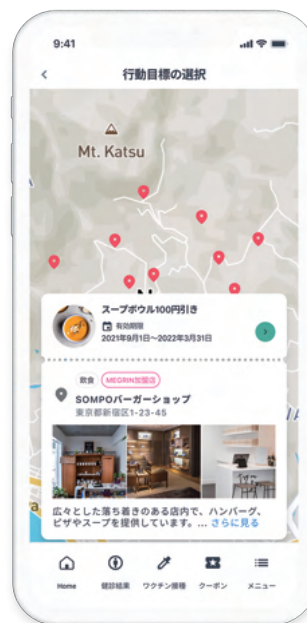 9:41
行動目標の選択
Mt. Katsu
スープボウル100円引き
有効期限
2021年9月1日〜2022年3月31日
飲食
MEGRIN加盟店
SOMPOバーガーショップ
東京都新宿区1-23-45
広々とした落ち着きのある店内で、ハンバーグ、
ピザやスープを提供しています。... さらに見る
Home
健診結果
ワクチン接種
クーポン
メニュー